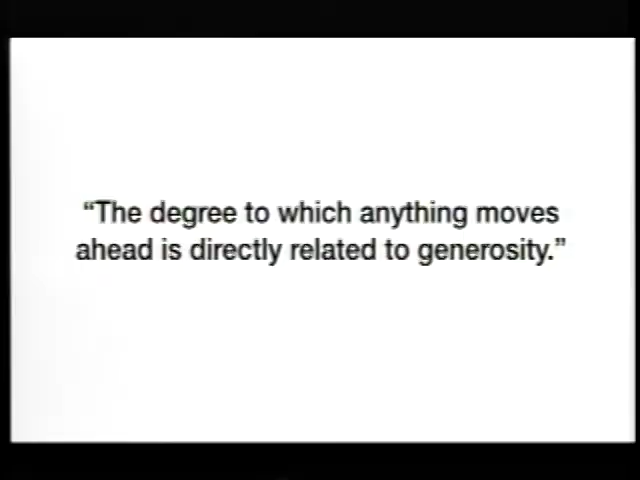 “The degree to which anything moves
ahead is directly related to generosity.”